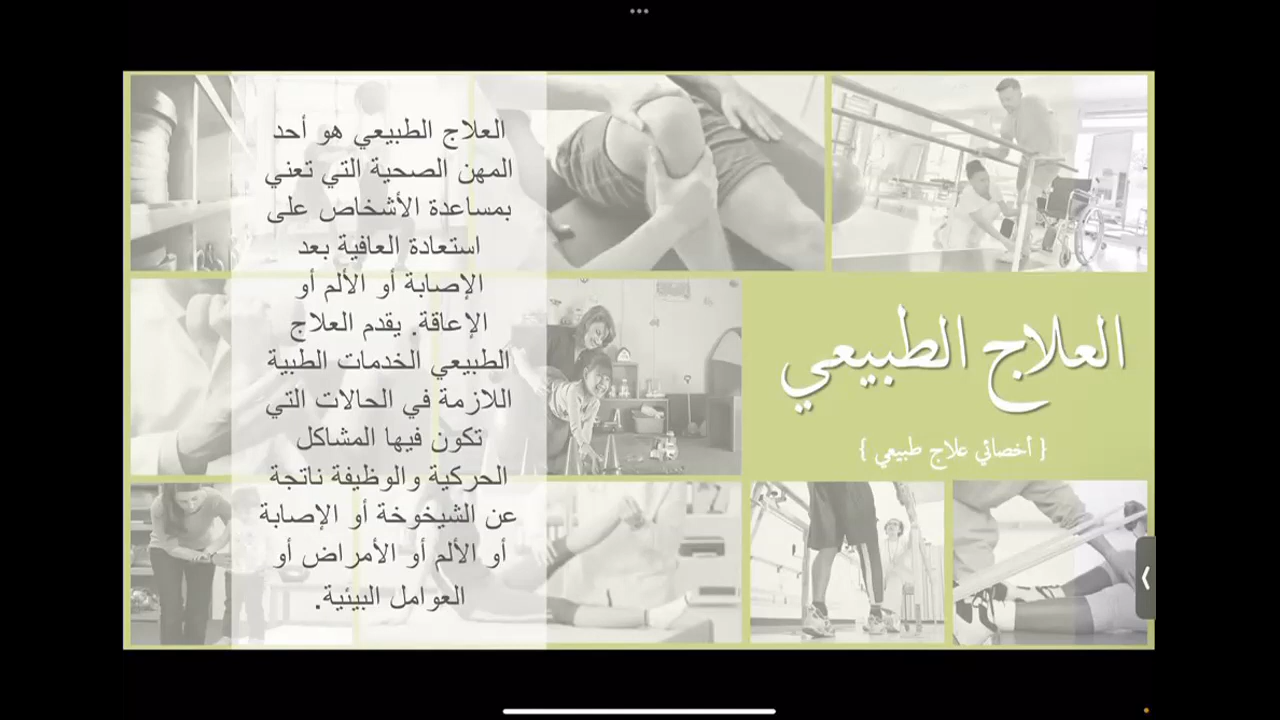 العلاج الطبيعي
{ أخصائي علاج طبيعي }
العلاج الطبيعي هو أحد
المهن الصحية التي تعني
بمساعدة الأشخاص على
استعادة العافية بعد
الإصابة أو الألم أو
الإعاقة. يقدم العلاج
الطبيعي الخدمات الطبية
اللازمة في الحالات التي
تكون فيها المشاكل
الحركية والوظيفة ناتجة
عن الشيخوخة أو الإصابة
أو الألم أو الأمراض أو
العوامل البيئية.